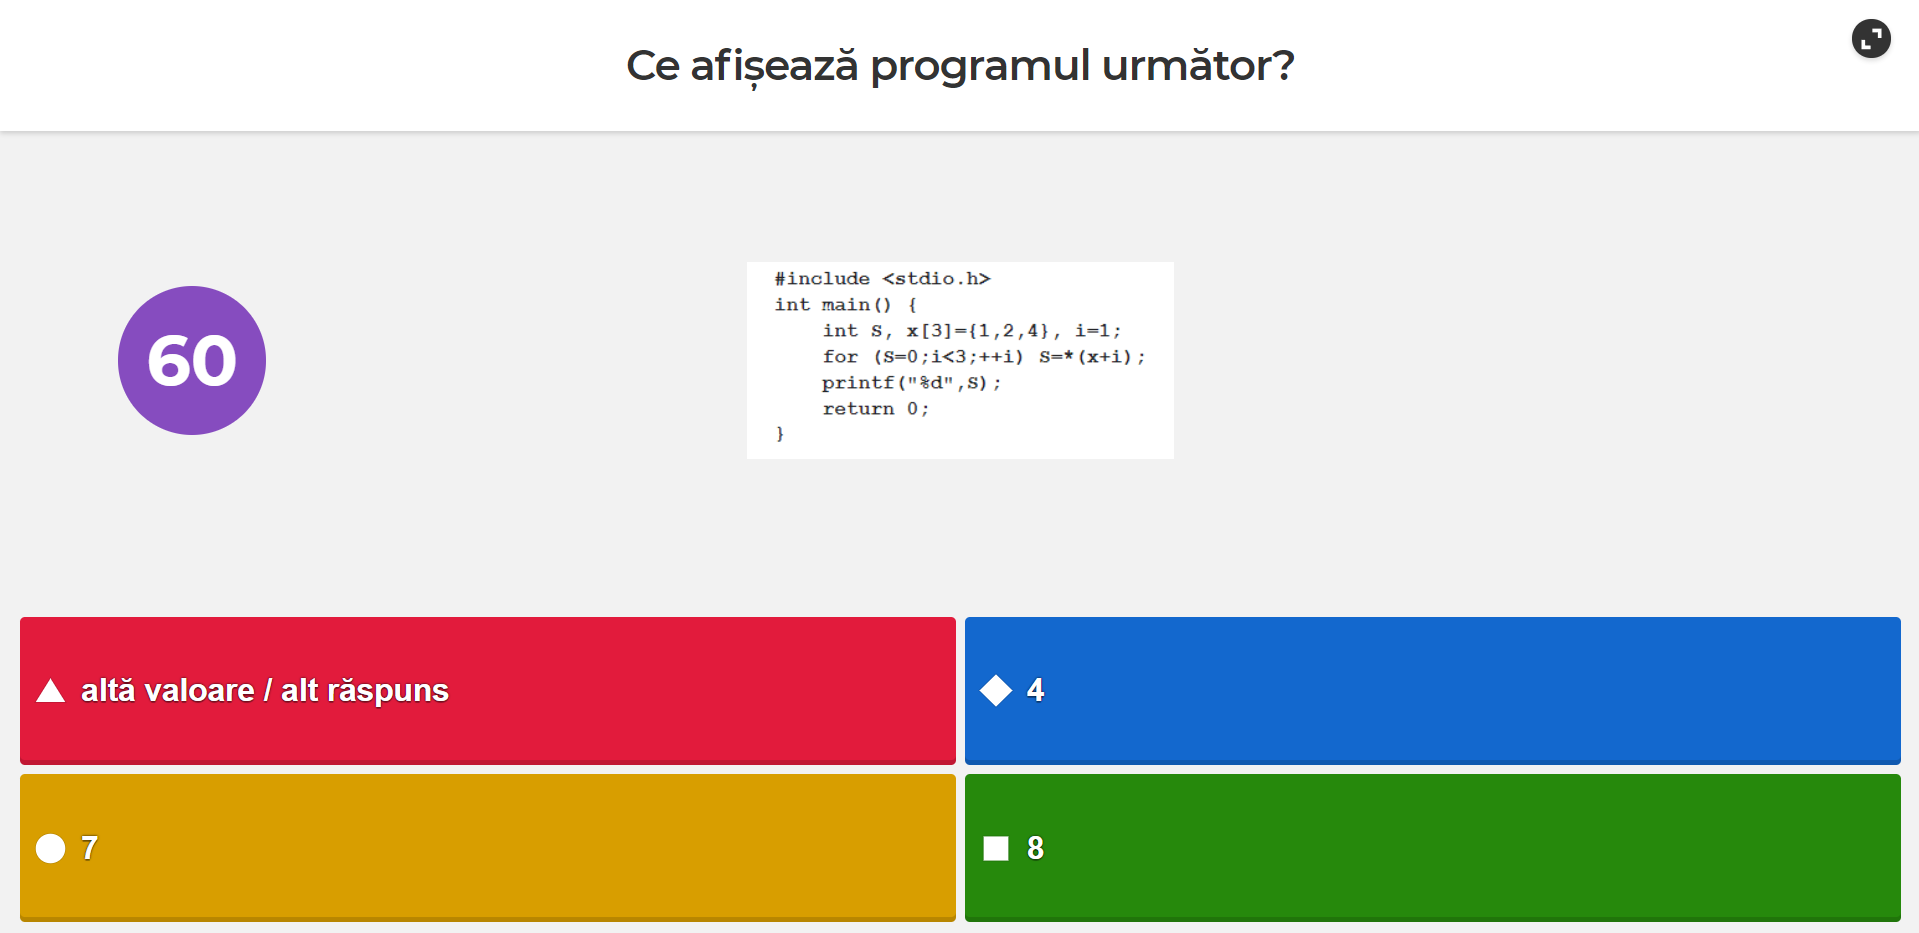 Ce afișează programul următor?
60
#include <stdio.h>
int main() {
    int S, x[3]={1,2,4}, i=1;
    for (S=0;i<3;++i) S=*(x+i);
    printf("%d",S);
    return 0;
}
altă valoare / alt răspuns
4
7
8